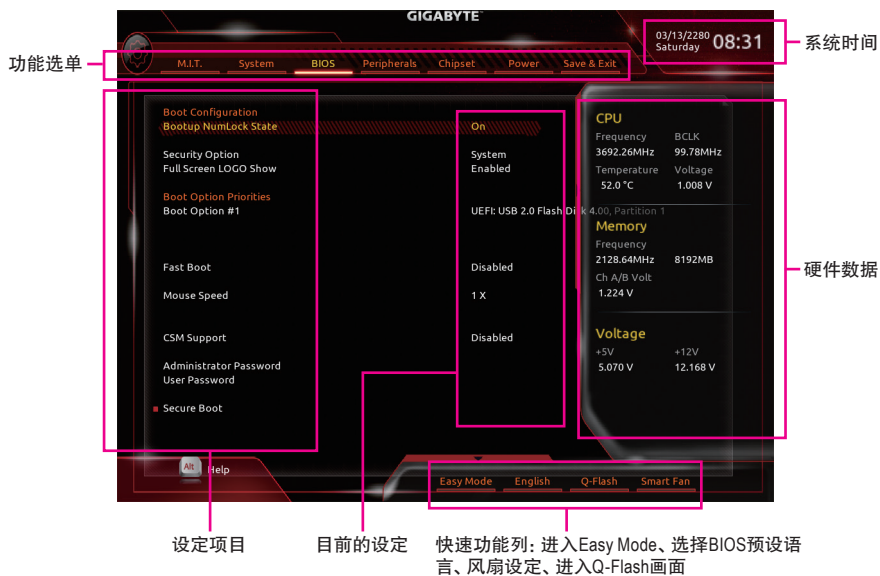 GIGABYTE
03/13/2280
Saturday 08:31
系统时间
功能选单
M.I.T. System BIOS Peripherals Chipset Power Save & Exit
Boot Configuration
Bootup NumLock State On
Security Option System
Full Screen LOGO Show Enabled
Boot Option Priorities
Boot Option #1 UEFI: USB 2.0 Flash Disk 4.00, Partition 1
Fast Boot Disabled
Mouse Speed 1 X
CSM Support Disabled
Administrator Password
User Password
Secure Boot
CPU
Frequency BCLK
3692.26MHz 99.78MHz
Temperature Voltage
52.0 °C 1.008 V
Memory
Frequency
2128.64MHz 8192MB
Ch A/B Volt
1.224 V
Voltage
+5V +12V
5.070 V 12.168 V
硬件数据
Alt Help
Easy Mode English Q-Flash Smart Fan
设定项目
目前的设定
快速功能列: 进入Easy Mode、选择BIOS预设语
言、风扇设定、进入Q-Flash画面